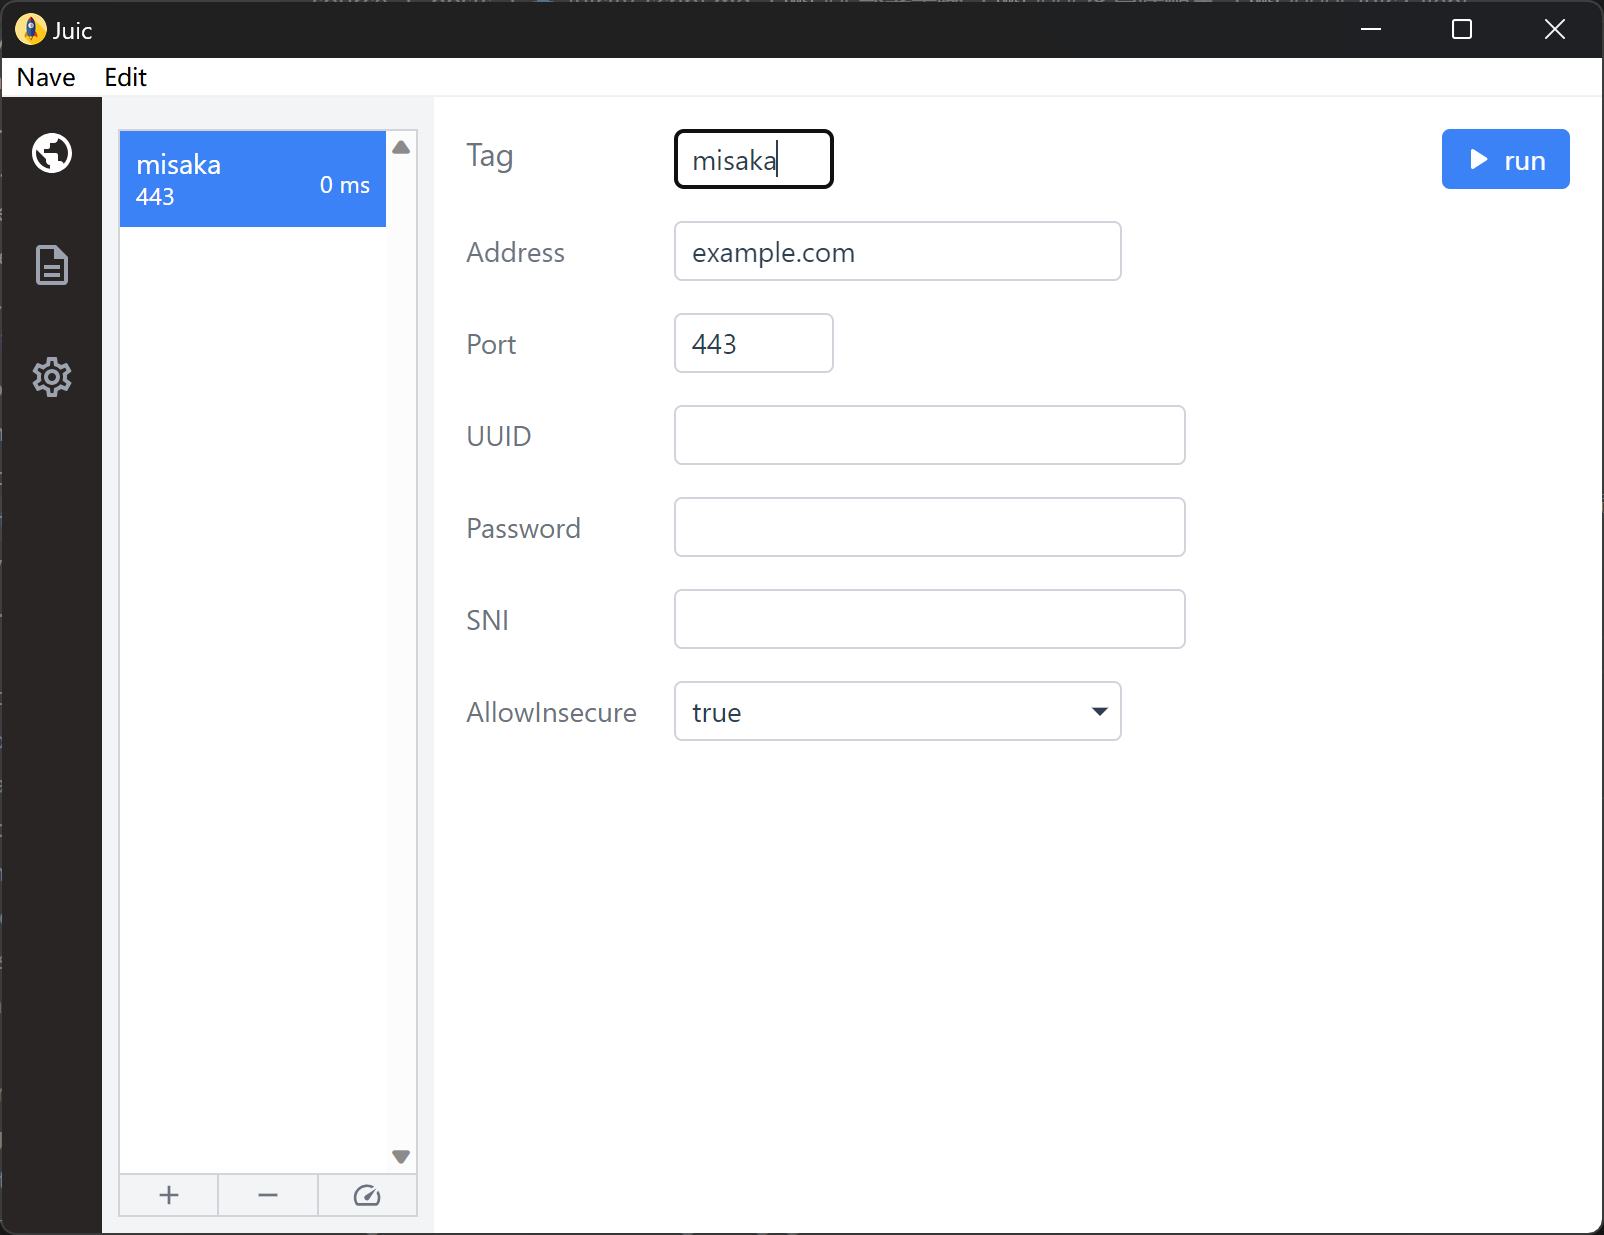 Juic
Nave Edit
misaka
443
0 ms
Tag
misaka
run
Address
example.com
Port
443
UUID
Password
SNI
AllowInsecure
true